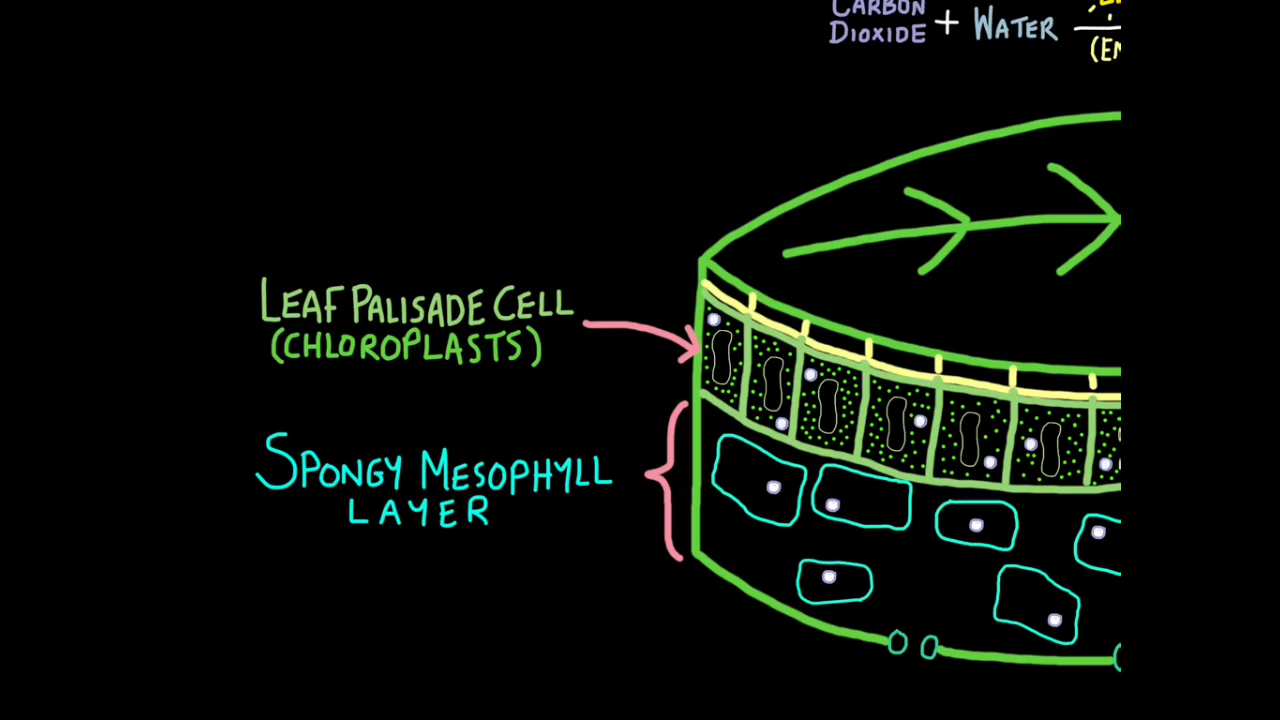 CARBON
DIOXIDE + WATER
LEAF PALISADE CELL
(CHLOROPLASTS)
SPONGY MESOPHYLL
LAYER